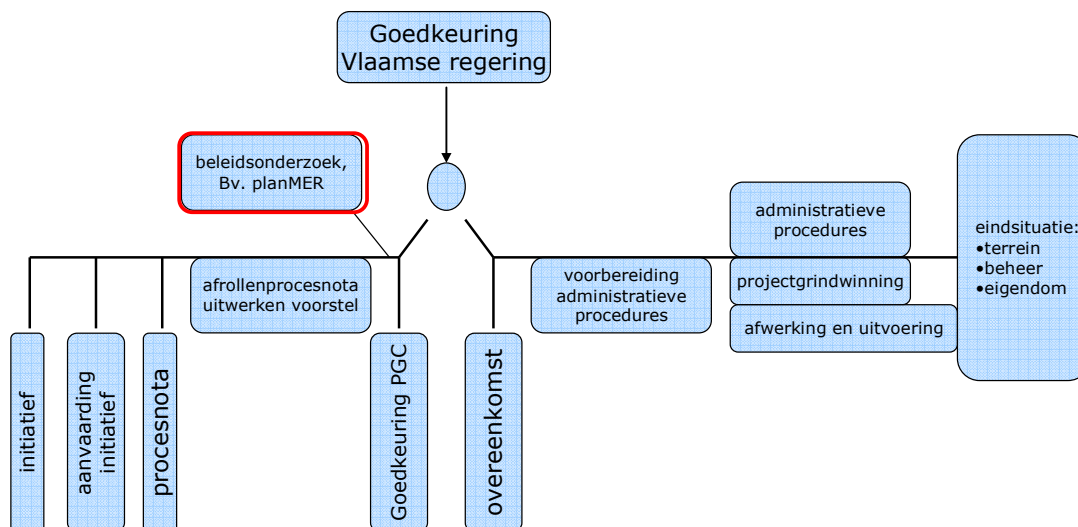 Goedkeuring
Vlaamse regering
beleidsonderzoek,
Bv. planMER
administratieve
procedures
eindsituatie:
•terrein
•beheer
•eigendom
afrollenprocesnota
uitwerken voorstel
voorbereiding
administratieve
procedures
projectgrindwinning
afwerking en uitvoering
initiatief
aanvaarding
initiatief
procesnota
Goedkeuring PGC
overeenkomst